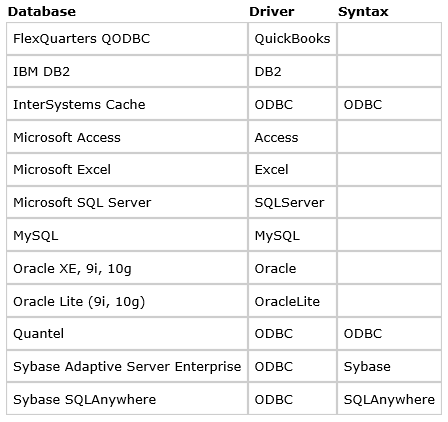 Database Driver Syntax
FlexQuarters QODBC QuickBooks
IBM DB2 DB2
InterSystems Cache ODBC ODBC
Microsoft Access Access
Microsoft Excel Excel
Microsoft SQL Server SQLServer
MySQL MySQL
Oracle XE, 9i, 10g Oracle
Oracle Lite (9i, 10g) OracleLite
Quantel ODBC ODBC
Sybase Adaptive Server Enterprise ODBC Sybase
Sybase SQLAnywhere ODBC SQLAnywhere